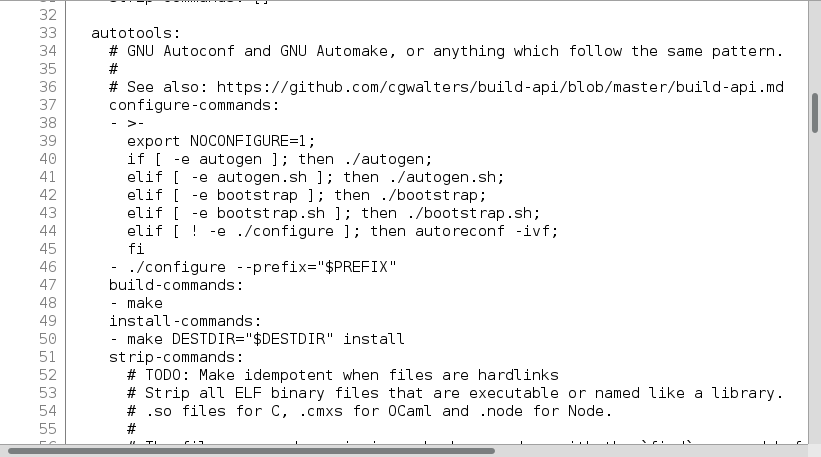 32
33 autotools:
34 # GNU Autoconf and GNU Automake, or anything which follow the same pattern.
35 #
36 # See also: https://github.com/cgwalters/build-api/blob/master/build-api.md
37 configure-commands:
38 - >-
39 export NOCONFIGURE=1;
40 if [ -e autogen ]; then ./autogen;
41 elif [ -e autogen.sh ]; then ./autogen.sh;
42 elif [ -e bootstrap ]; then ./bootstrap;
43 elif [ -e bootstrap.sh ]; then ./bootstrap.sh;
44 elif [ ! -e ./configure ]; then autoreconf -ivf;
45 fi
46 - ./configure --prefix="$PREFIX"
47 build-commands:
48 - make
49 install-commands:
50 - make DESTDIR="$DESTDIR" install
51 strip-commands:
52 # TODO: Make idempotent when files are hardlinks
53 # Strip all ELF binary files that are executable or named like a library.
54 # .so files for C, .cmxs for OCaml and .node for Node.
55 #